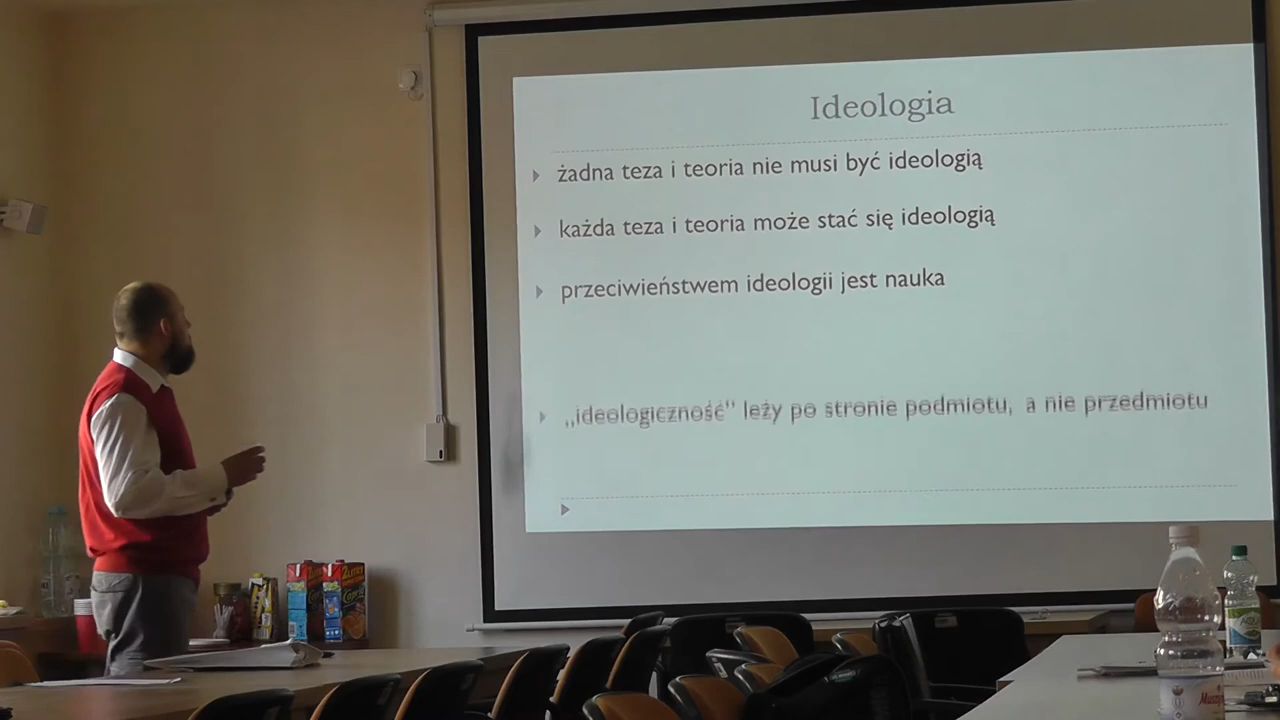 Ideologia
żadna teza i teoria nie musi być ideologią
każda teza i teoria może stać się ideologią
przeciwieństwem ideologii jest nauka
„ideologiczność” leży po stronie podmiotu, a nie przedmiotu